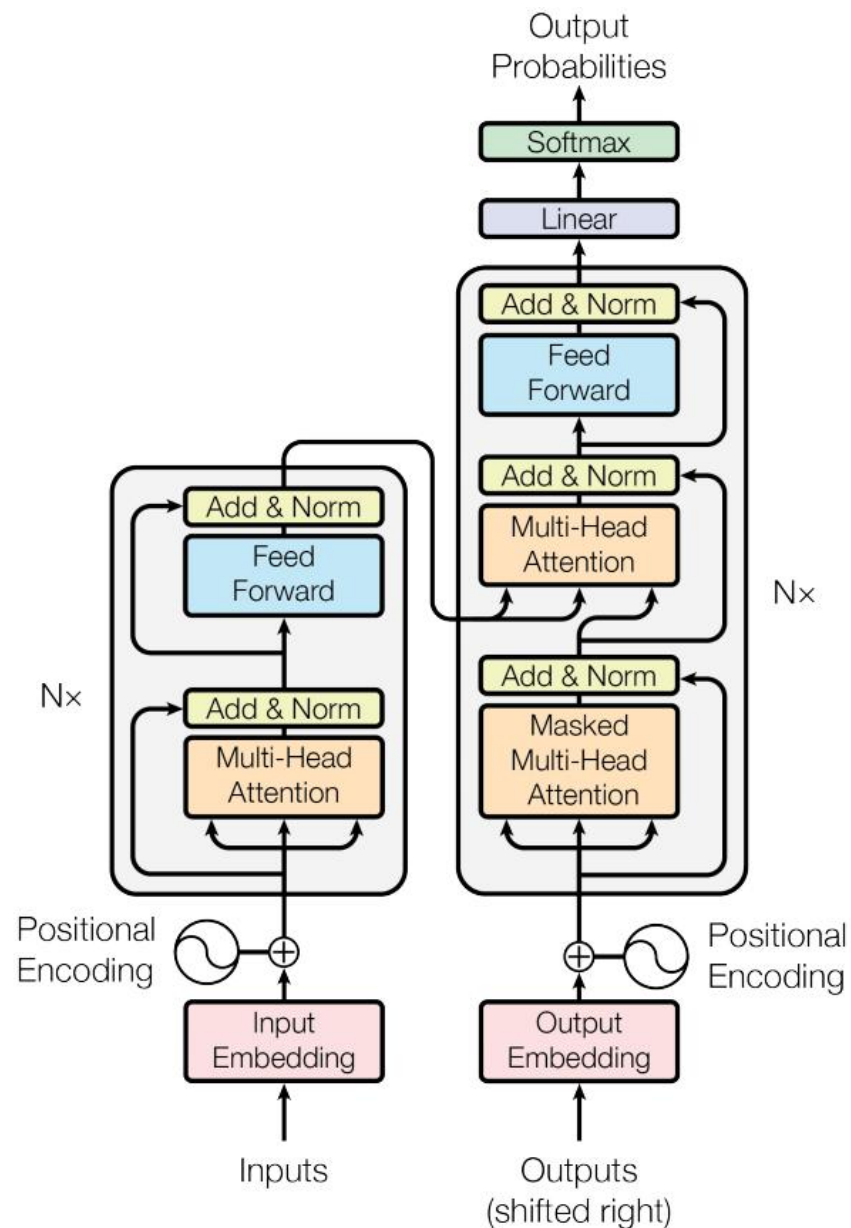 Output
Probabilities
Softmax
Linear
Add & Norm
Feed
Forward
Add & Norm
Multi-Head
Attention
Nx
Add & Norm
Masked
Multi-Head
Attention
Add & Norm
Feed
Forward
Nx
Add & Norm
Multi-Head
Attention
Positional
Encoding
Positional
Encoding
Input
Embedding
Output
Embedding
Inputs
Outputs
(shifted right)